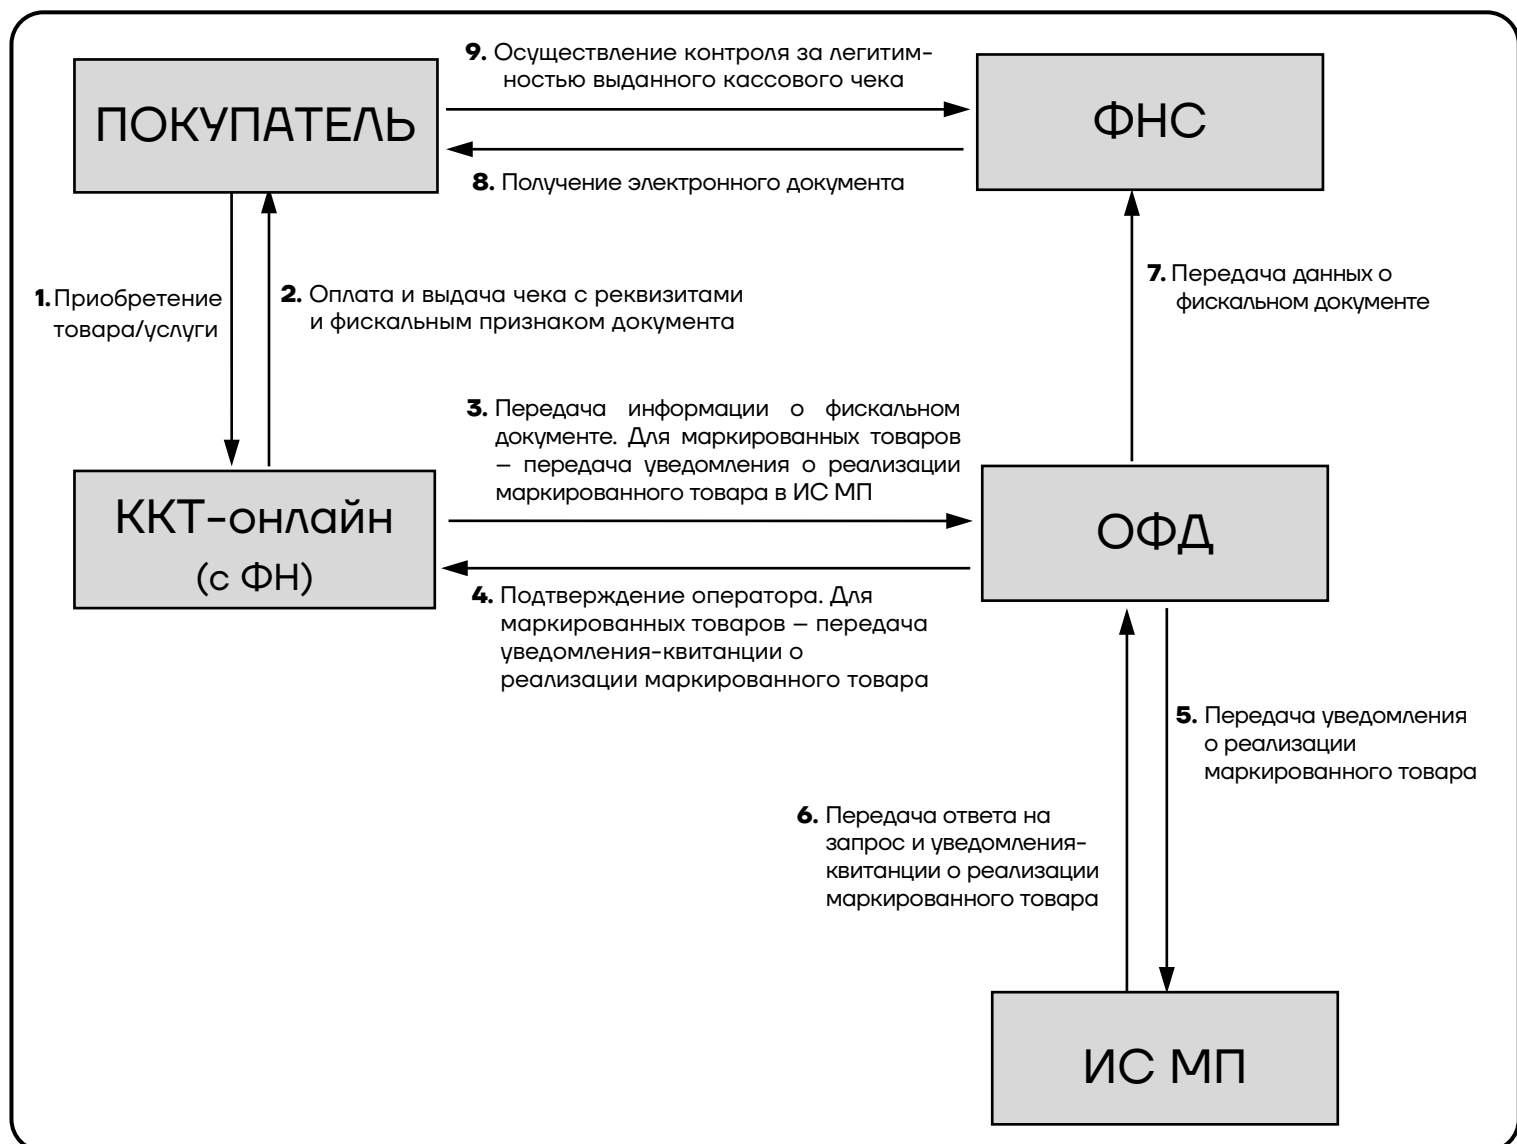 9. Осуществление контроля за легитим-
ностью выданного кассового чека
ПОКУПАТЕЛЬ
ФНС
8. Получение электронного документа
1. Приобретение
товара/услуги
2. Оплата и выдача чека с реквизитами
и фискальным признаком документа
7. Передача данных о
фискальном документе
3. Передача информации о фискальном
документе. Для маркированных товаров
– передача уведомления о реализации
маркированного товара в ИС МП
ККТ-онлайн
(с ФН)
ОФД
4. Подтверждение оператора. Для
маркированных товаров – передача
уведомления-квитанции о
реализации маркированного товара
5. Передача уведомления
о реализации
маркированного товара
6. Передача ответа на
запрос и уведомления-
квитанции о реализации
маркированного товара
ИС МП